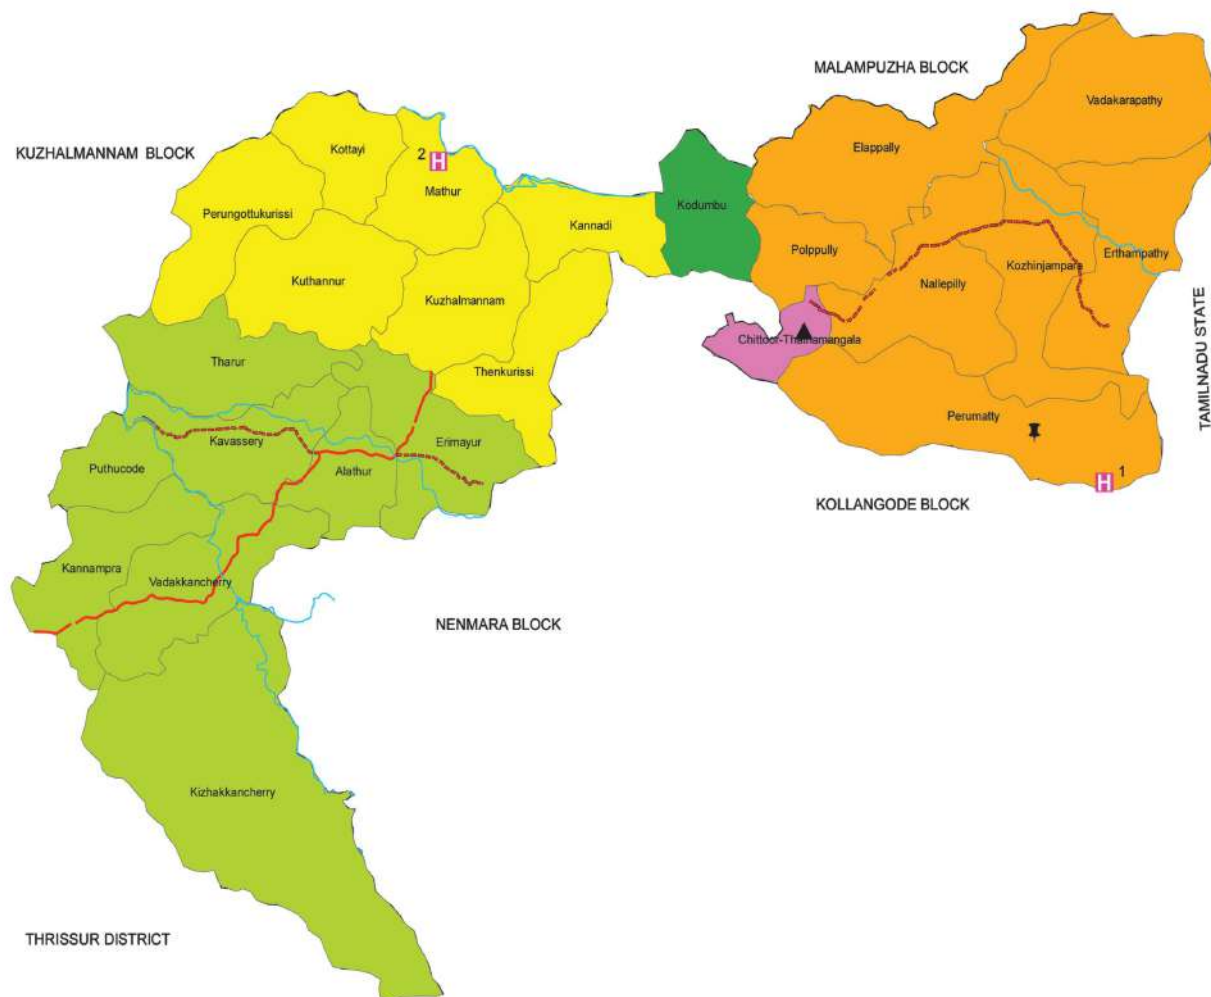 MALAMPUZHA BLOCK
Vadakarapathy
KUZHALMANNAM BLOCK
Kottayi
2
H
Mathur
Elappally
Perungottukurissi
Kannadi
Kodumbu
Polppully
Erthampathy
Kuthannur
Kuzhalmannam
Nallepilly
Kozhinjampara
Tharur
Thenkurissi
Chittoor-Thathamangala
TAMILNADU STATE
Kavassery
Erimayur
Perumatty
Puthucode
Alathur
1
H
KOLLANGODE BLOCK
Kannampra
Vadakkancherry
NENMARA BLOCK
Kizhakkancherry
THRISSUR DISTRICT